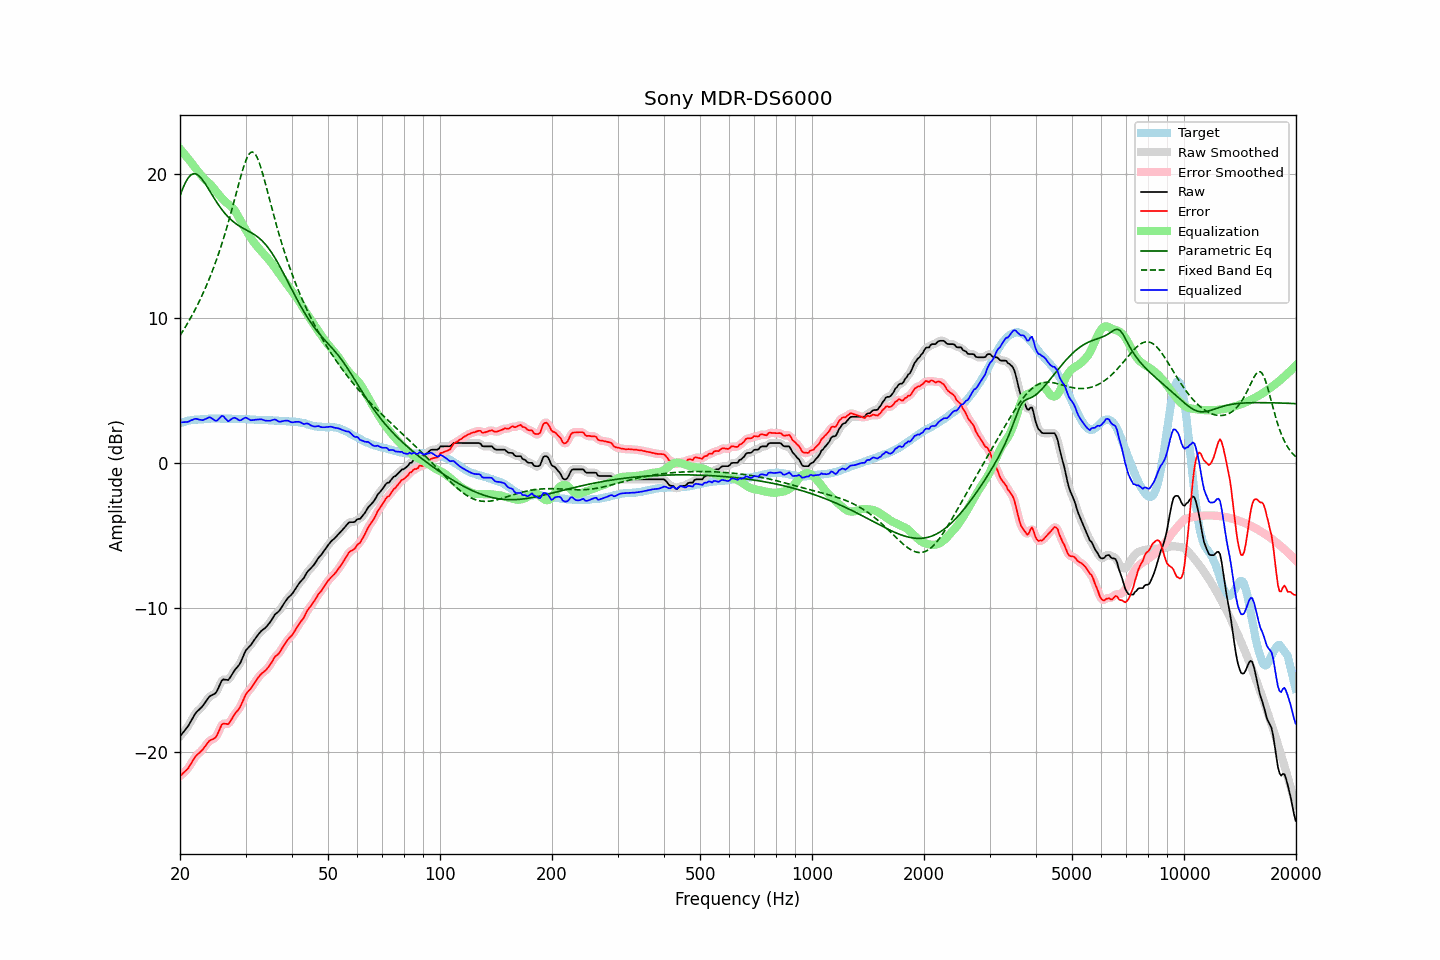 Sony MDR-DS6000
Target
Raw Smoothed
Error Smoothed
Raw
Error
Equalization
Parametric Eq
Fixed Band Eq
Equalized
Amplitude (dBr)
20
10
0
−10
−20
20
50
100
200
500
1000
2000
5000
10000
20000
Frequency (Hz)